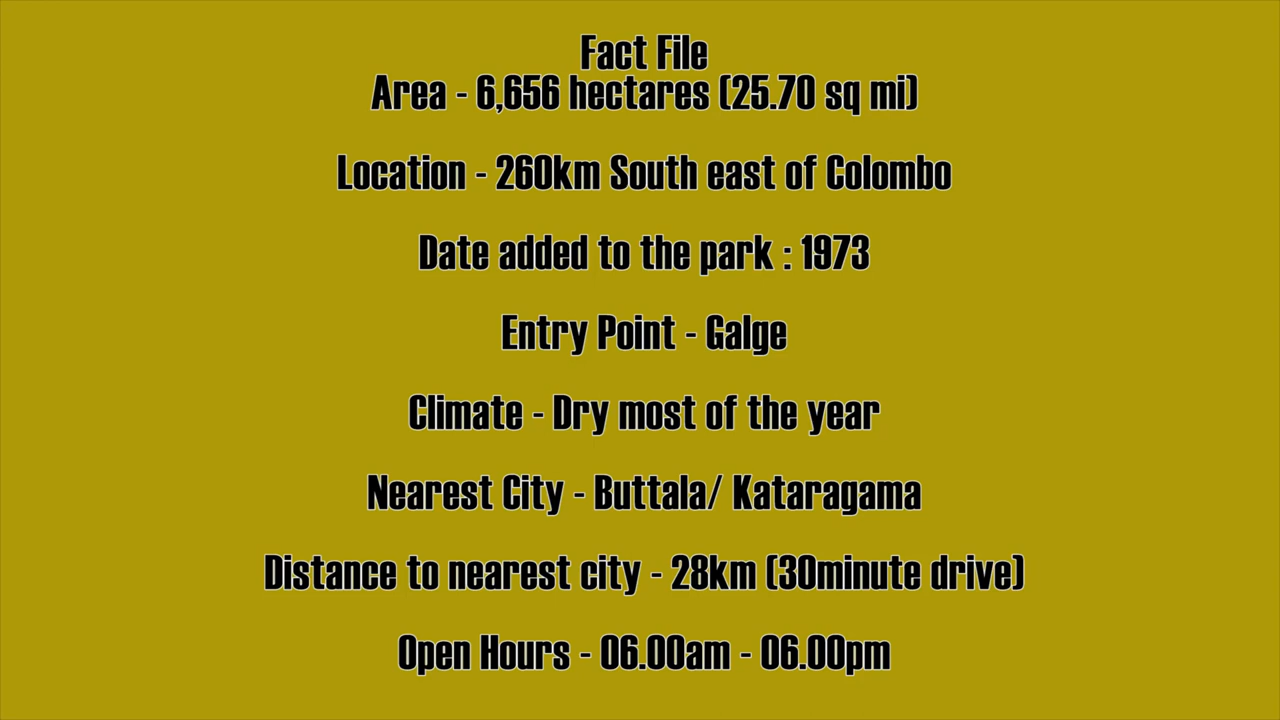 Fact File
Area - 6,656 hectares (25.70 sq mi)
Location - 260km South east of Colombo
Date added to the park : 1973
Entry Point - Galge
Climate - Dry most of the year
Nearest City - Buttala/ Kataragama
Distance to nearest city - 28km (30minute drive)
Open Hours - 06.00am - 06.00pm